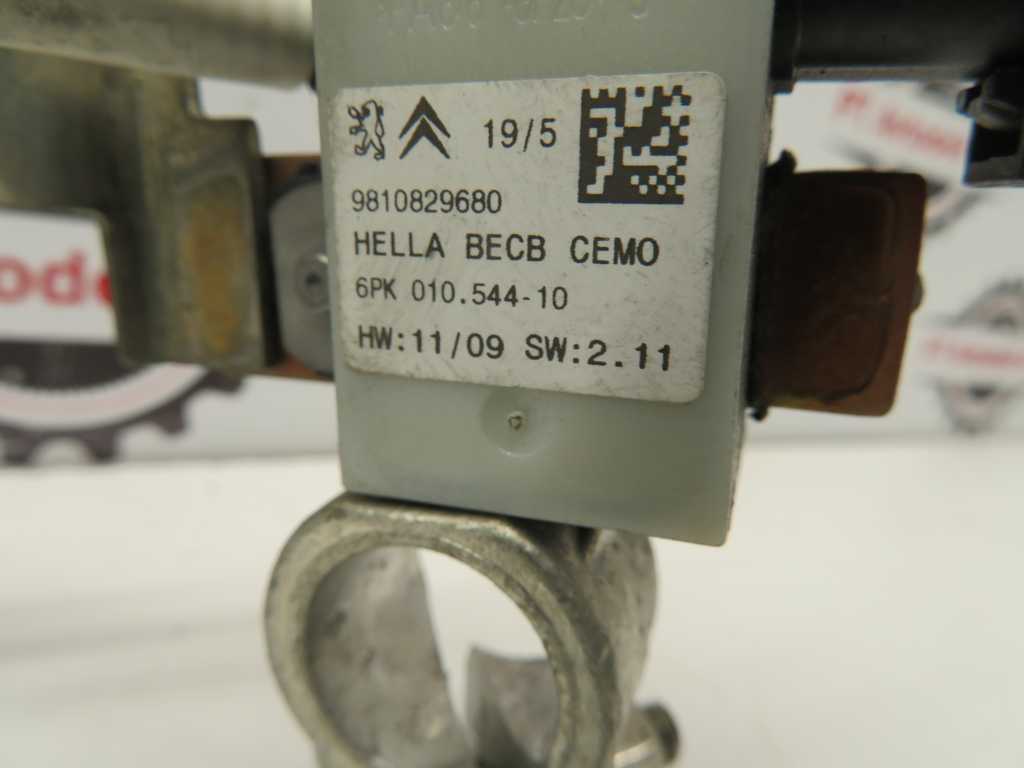 19/5
9810829680
HELLA BECB CEMO
6PK 010.544-10
HW:11/09 SW:2.11